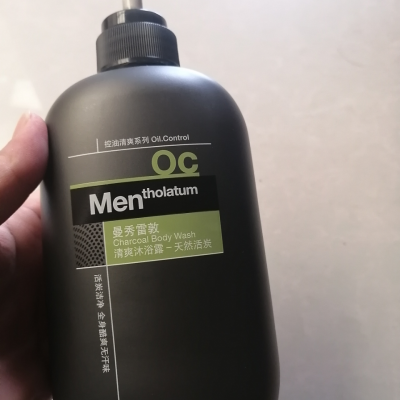 控油清爽系列 Oil.Control
Oc
Mentholatum
曼秀雷敦
Charcoal Body Wash
清爽沐浴露-天然活炭
活炭洁净 全身酷爽无汗味